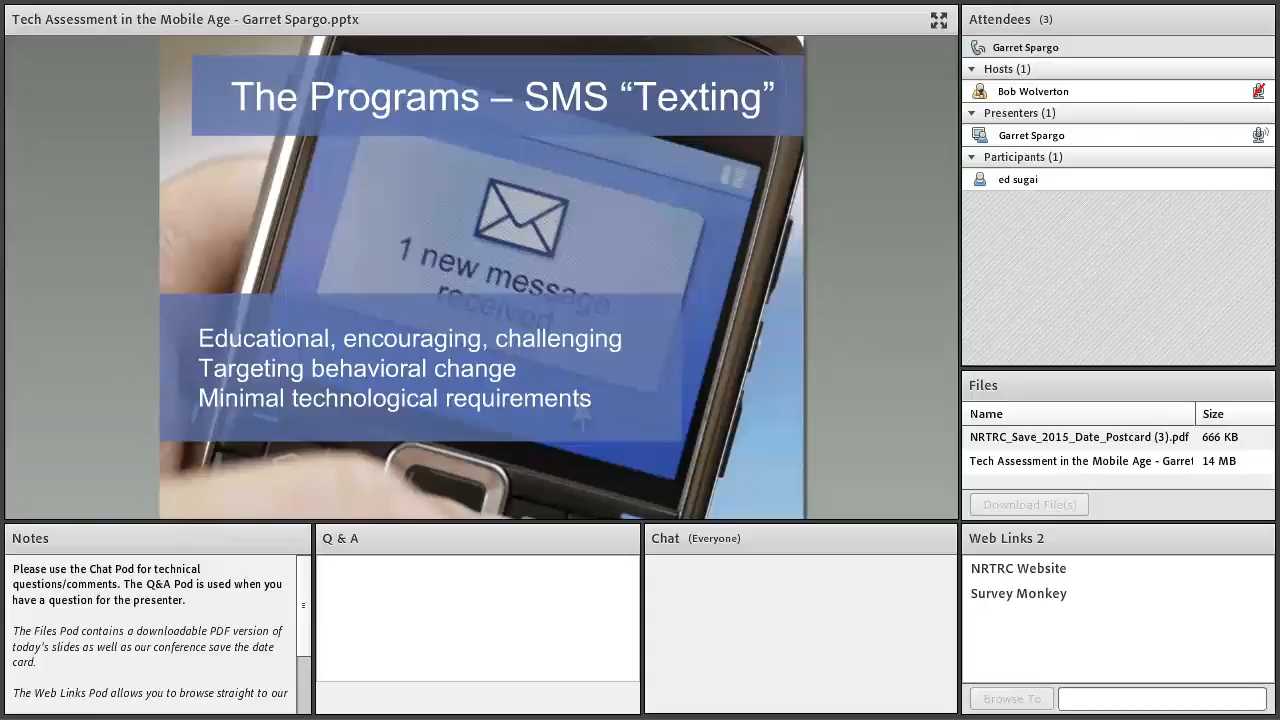 Tech Assessment in the Mobile Age - Garret Spargo.pptx
The Programs – SMS “Texting”
1 new message
received
Educational, encouraging, challenging
Targeting behavioral change
Minimal technological requirements
Attendees (3)
Garret Spargo
Hosts (1)
Bob Wolverton
Presenters (1)
Garret Spargo
Participants (1)
ed sugai
Files
Name Size
NRTRC_Save_2015_Date_Postcard (3).pdf 666 KB
Tech Assessment in the Mobile Age - Garret 14 MB
Download File(s)
Notes
Please use the Chat Pod for technical
questions/comments. The Q&A Pod is used when you
have a question for the presenter.
The Files Pod contains a downloadable PDF version of
today's slides as well as our conference save the date
card.
The Web Links Pod allows you to browse straight to our
Q & A
Chat (Everyone)
Web Links 2
NRTRC Website
Survey Monkey
Browse To